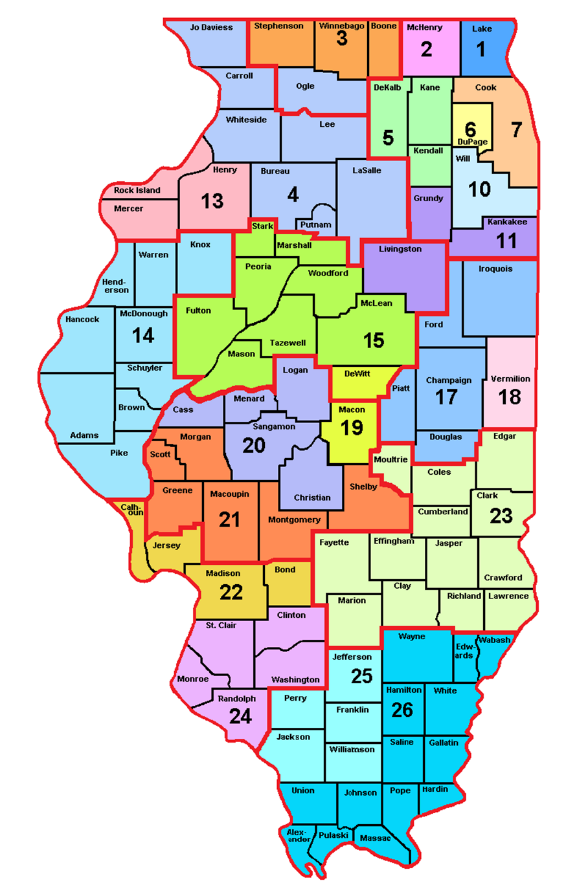 Jo Daviess
Stephenson
Winnebago
Boone
McHenry
Lake
3
2
1
Carroll
Ogle
DeKalb
Kane
Cook
Whiteside
Lee
5
6
7
DuPage
Kendall
Will
Rock Island
Henry
Bureau
LaSalle
10
Mercer
13
4
Grundy
Putnam
Kankakee
11
Stark
Knox
Marshall
Livingston
Warren
Peoria
Woodford
Iroquois
Hend-
erson
McLean
Hancock
McDonough
Fulton
Ford
14
Tazewell
15
Mason
Schuyler
Logan
DeWitt
Piatt
Champaign
Vermilion
17
18
Brown
Cass
Menard
Macon
Adams
Sangamon
19
Pike
Morgan
20
Douglas
Edgar
Scott
Moultrie
Coles
Greene
Macoupin
Christian
Shelby
Clark
Calh-
oun
21
Montgomery
Cumberland
23
Jersey
Fayette
Effingham
Jasper
Madison
Bond
Crawford
22
Marion
Clay
Richland
Lawrence
St. Clair
Clinton
Wayne
Edw-
ards
Wabash
Monroe
Washington
Jefferson
25
Randolph
Perry
Hamilton
White
24
Franklin
26
Jackson
Williamson
Saline
Gallatin
Union
Johnson
Pope
Hardin
Alex-
ander
Pulaski
Massac